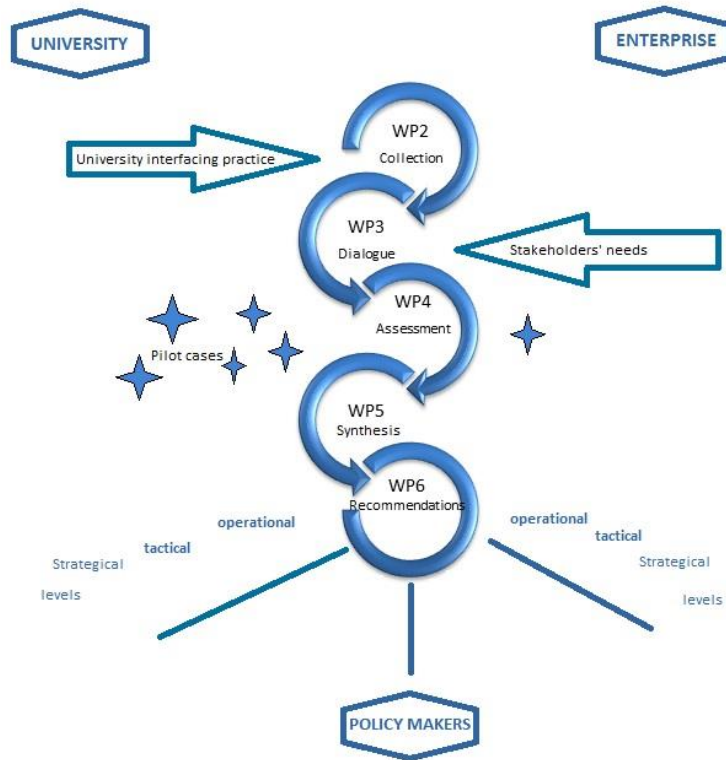 UNIVERSITY
ENTERPRISE
WP2
Collection
University interfacing practice
WP3
Dialogue
Stakeholders' needs
WP4
Assessment
Pilot cases
WP5
Synthesis
WP6
Recommendations
operational
tactical
Strategical
levels
operational
tactical
Strategical
levels
POLICY MAKERS